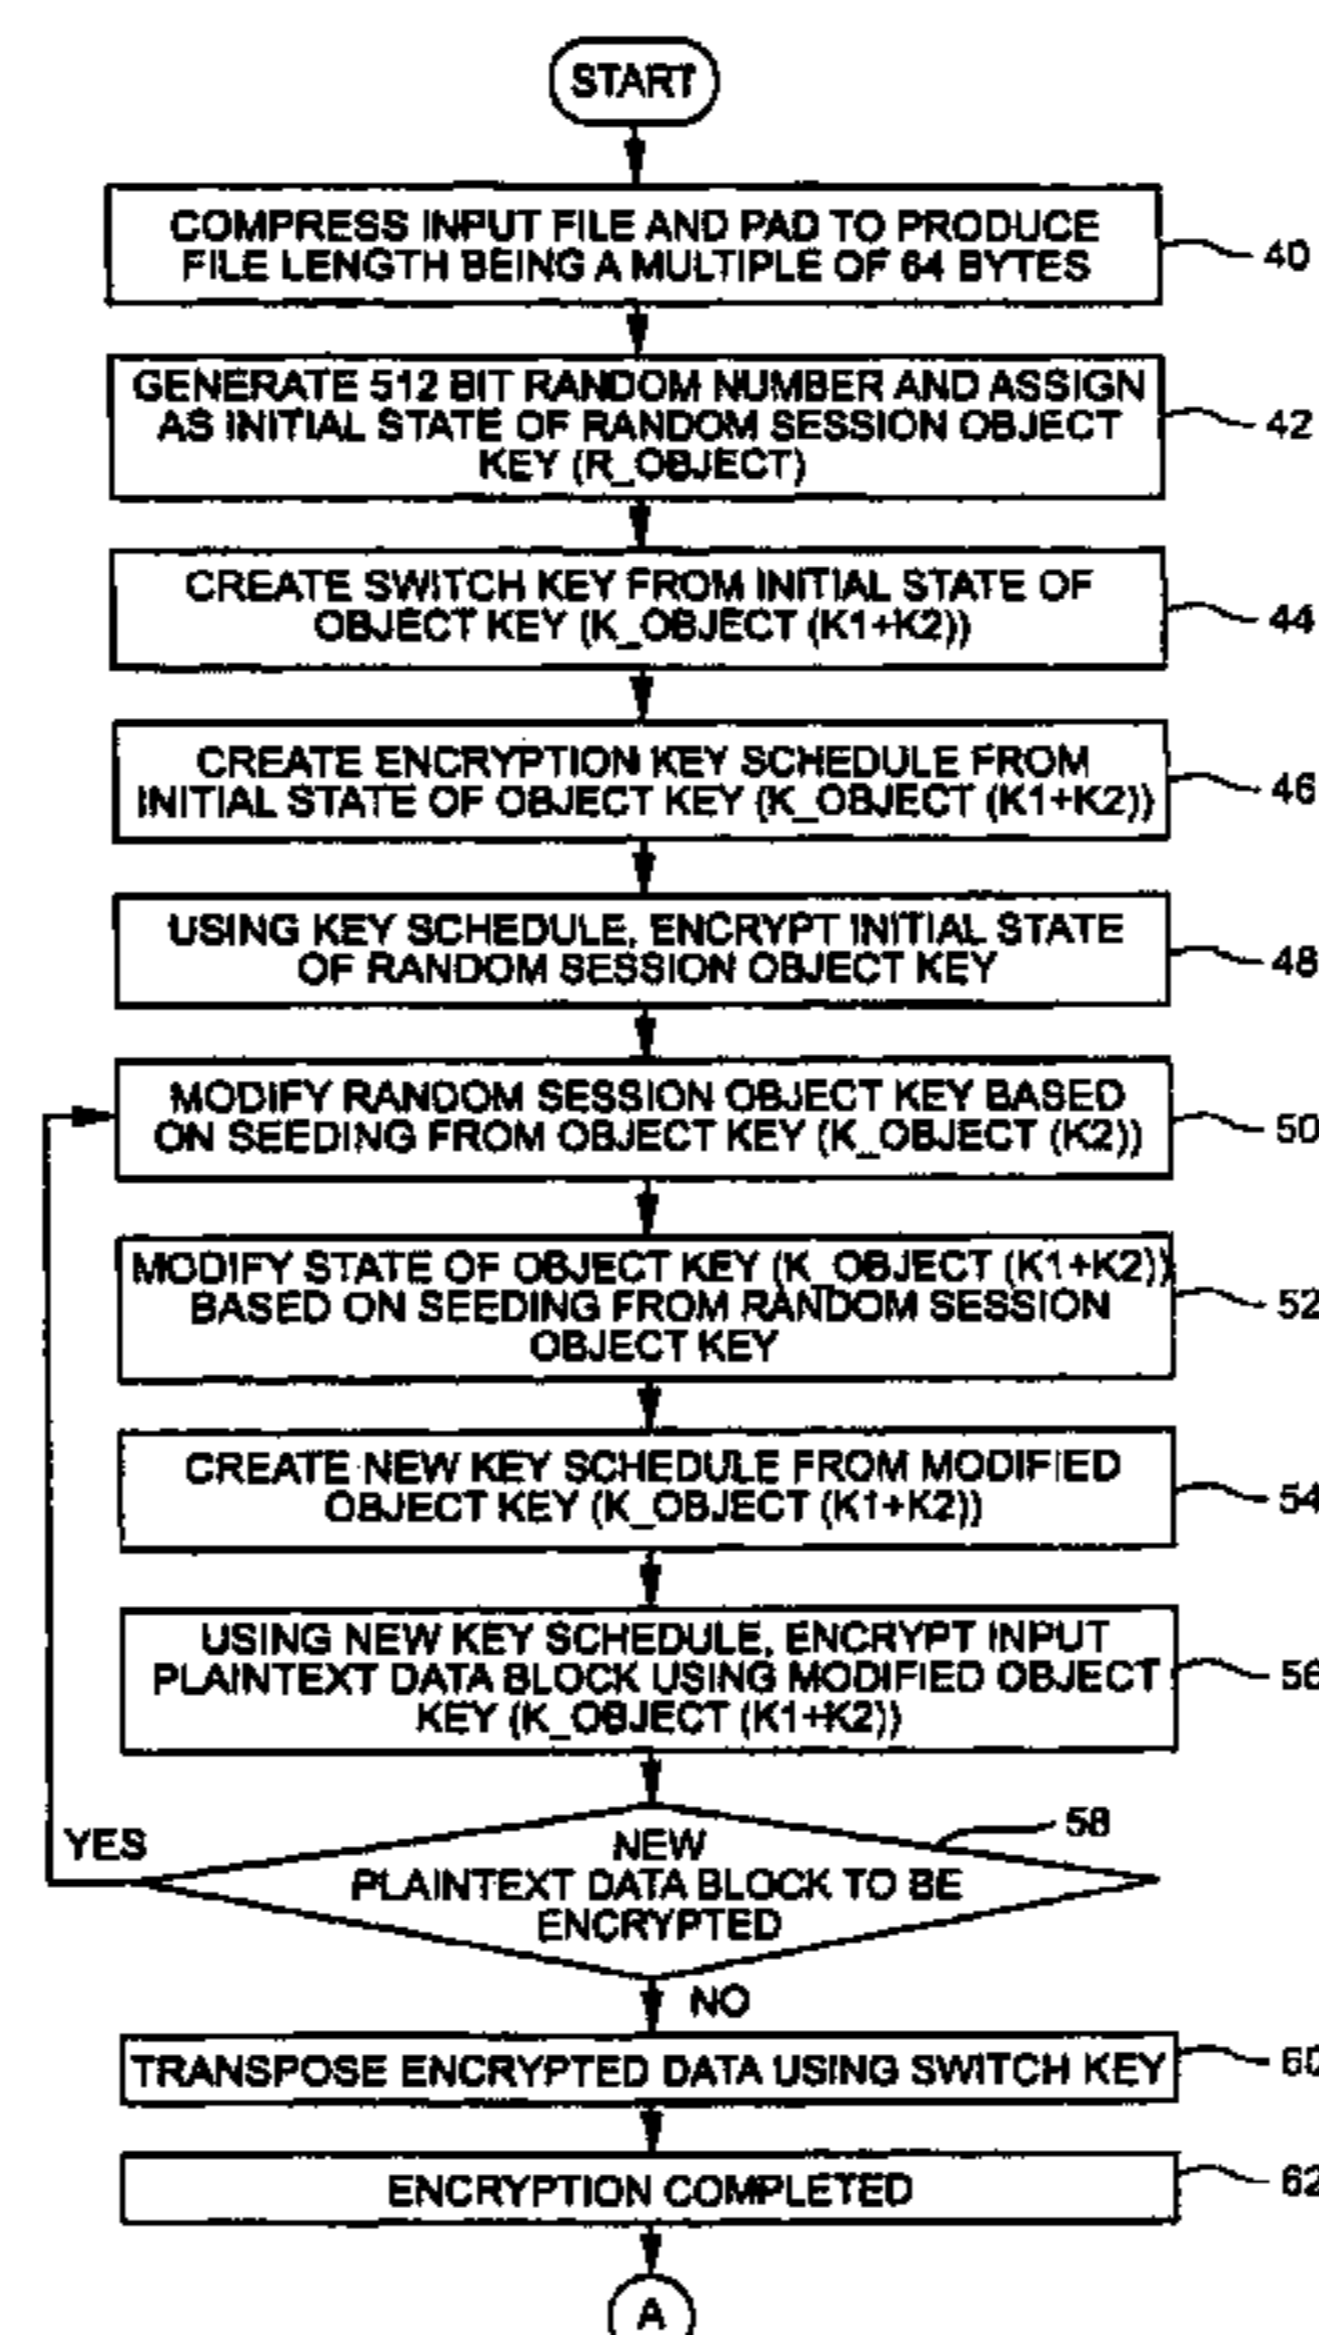 START
COMPRESS INPUT FILE AND PAD TO PRODUCE
FILE LENGTH BEING A MULTIPLE OF 64 BYTES
40
GENERATE 512 BIT RANDOM NUMBER AND ASSIGN
AS INITIAL STATE OF RANDOM SESSION OBJECT
KEY (R_OBJECT)
42
CREATE SWITCH KEY FROM INITIAL STATE OF
OBJECT KEY (K_OBJECT (K1+K2))
44
CREATE ENCRYPTION KEY SCHEDULE FROM
INITIAL STATE OF OBJECT KEY (K_OBJECT (K1+K2))
46
USING KEY SCHEDULE, ENCRYPT INITIAL STATE
OF RANDOM SESSION OBJECT KEY
48
MODIFY RANDOM SESSION OBJECT KEY BASED
ON SEEDING FROM OBJECT KEY (K_OBJECT (K2))
50
MODIFY STATE OF OBJECT KEY (K_OBJECT (K1+K2))
BASED ON SEEDING FROM RANDOM SESSION
OBJECT KEY
52
CREATE NEW KEY SCHEDULE FROM MODIFIED
OBJECT KEY (K_OBJECT (K1+K2))
54
USING NEW KEY SCHEDULE, ENCRYPT INPUT
PLAINTEXT DATA BLOCK USING MODIFIED OBJECT
KEY (K_OBJECT (K1+K2))
56
58
YES
NEW
PLAINTEXT DATA BLOCK TO BE
ENCRYPTED
NO
TRANSPOSE ENCRYPTED DATA USING SWITCH KEY
60
ENCRYPTION COMPLETED
62
A